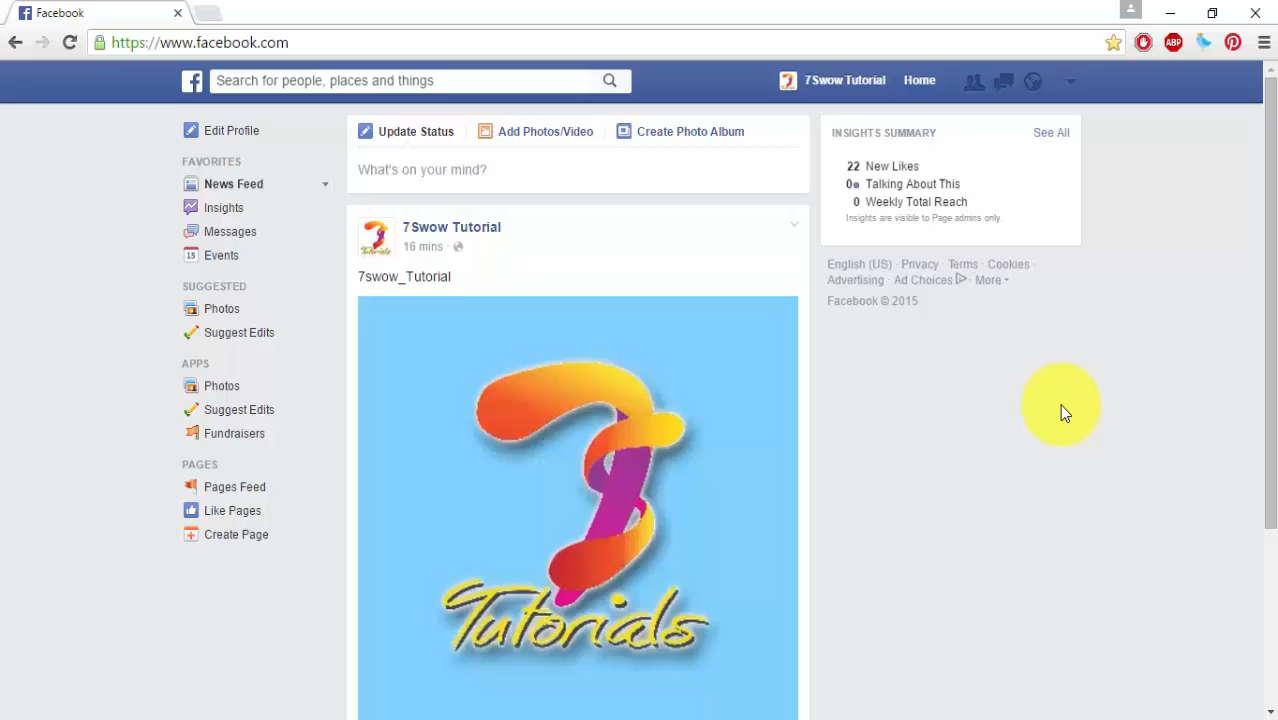 Facebook
https://www.facebook.com
ABP
Search for people, places and things
7Swow Tutorial
Home
Edit Profile
FAVORITES
News Feed
Insights
Messages
15 Events
SUGGESTED
Photos
Suggest Edits
APPS
Photos
Suggest Edits
Fundraisers
PAGES
Pages Feed
Like Pages
Create Page
Update Status Add Photos/Video Create Photo Album
What's on your mind?
7Swow Tutorial
16 mins ·
7swow_Tutorial
Tutorials
INSIGHTS SUMMARY See All
22 New Likes
0 Talking About This
0 Weekly Total Reach
Insights are visible to Page admins only.
English (US) · Privacy · Terms · Cookies ·
Advertising · Ad Choices · More
Facebook © 2015